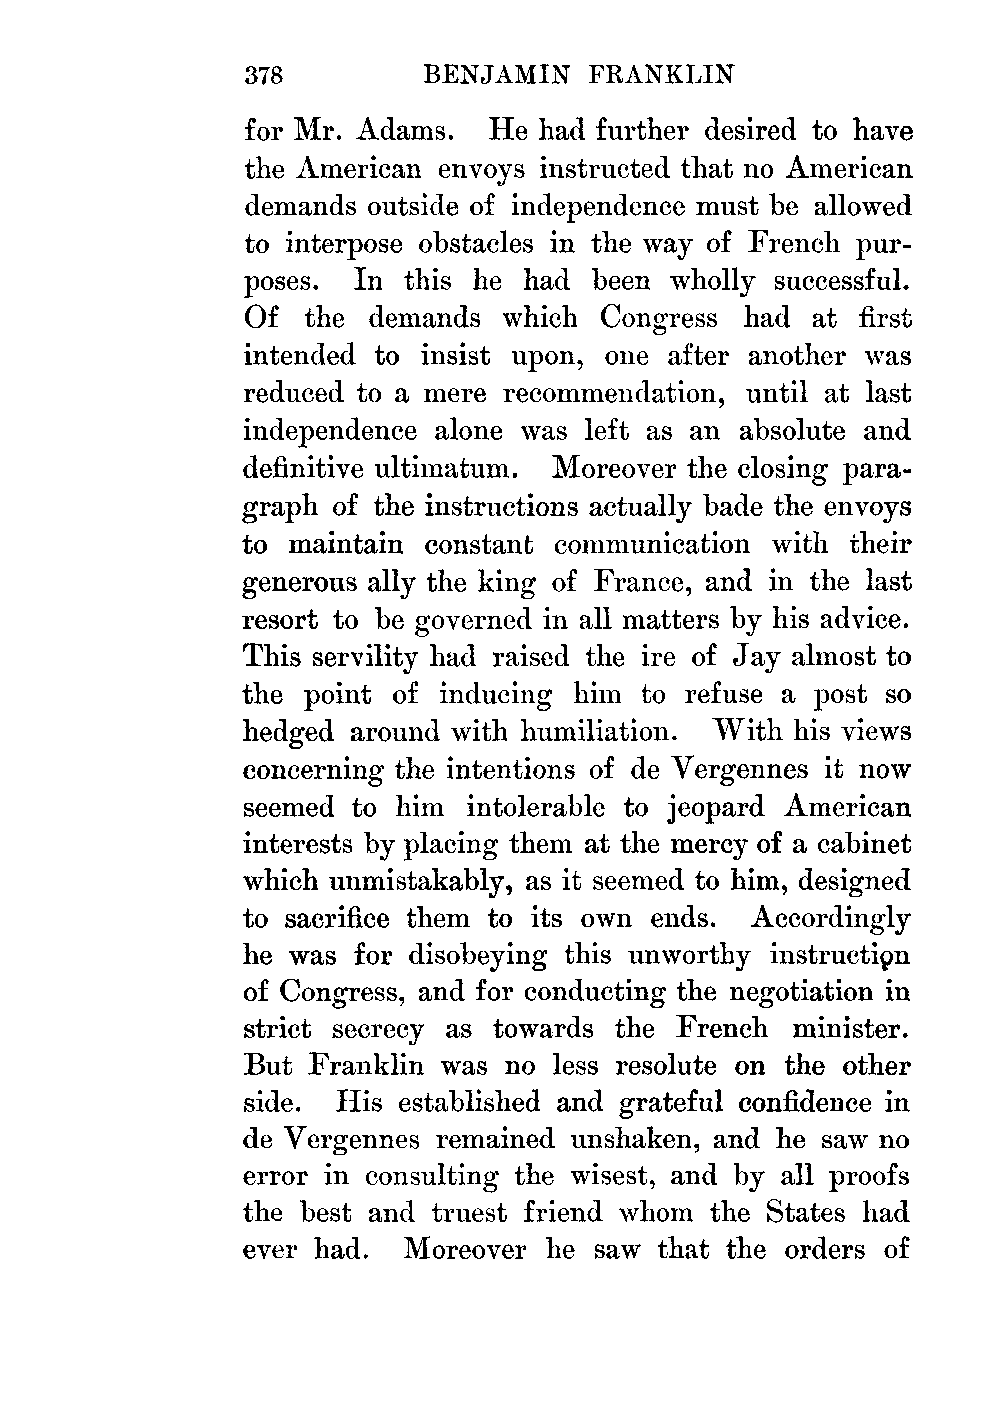 378 BENJAMIN FRANKLIN
for Mr. Adams. He had further desired to have
the American envoys instructed that no American
demands outside of independence must be allowed
to interpose obstacles in the way of French pur-
poses. In this he had been wholly successful.
Of the demands which Congress had at first
intended to insist upon, one after another was
reduced to a mere recommendation, until at last
independence alone was left as an absolute and
definitive ultimatum. Moreover the closing para-
graph of the instructions actually bade the envoys
to maintain constant communication with their
generous ally the king of France, and in the last
resort to be governed in all matters by his advice.
This servility had raised the ire of Jay almost to
the point of inducing him to refuse a post so
hedged around with humiliation. With his views
concerning the intentions of de Vergennes it now
seemed to him intolerable to jeopard American
interests by placing them at the mercy of a cabinet
which unmistakably, as it seemed to him, designed
to sacrifice them to its own ends. Accordingly
he was for disobeying this unworthy instruction
of Congress, and for conducting the negotiation in
strict secrecy as towards the French minister.
But Franklin was no less resolute on the other
side. His established and grateful confidence in
de Vergennes remained unshaken, and he saw no
error in consulting the wisest, and by all proofs
the best and truest friend whom the States had
ever had. Moreover he saw that the orders of